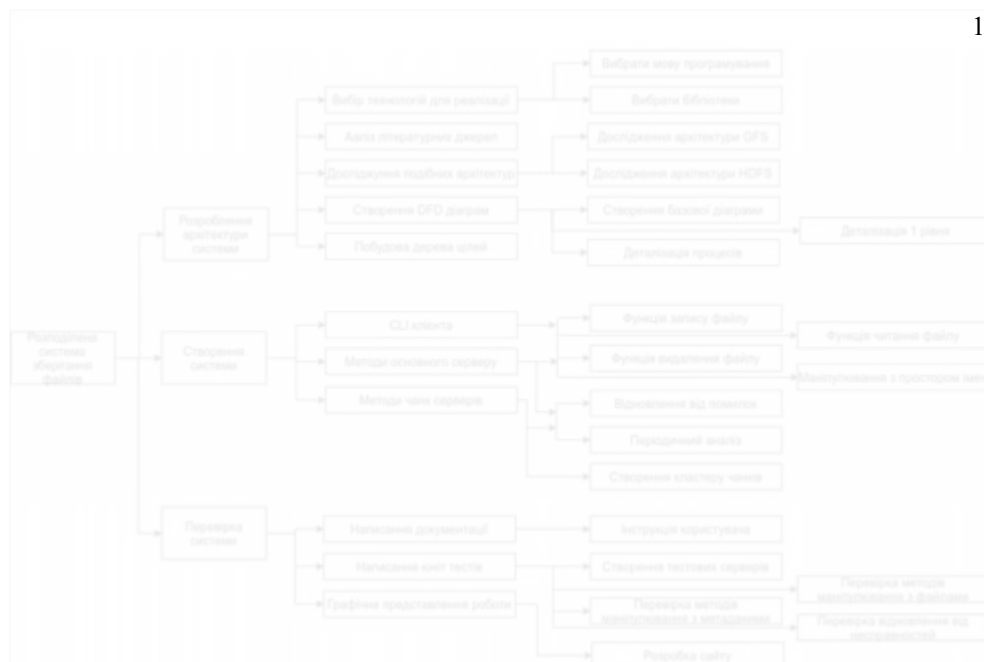 1
Вибрати мову програмування
Вибір технологій для реалізації
Вибрати бібліотеки
Аналіз літературних джерел
Дослідження архітектури GFS
Дослідження подібних архітектур
Дослідження архітектури HDFS
Розроблення
архітектури
системи
Створення DFD діаграм
Створення базової діаграми
Деталізація 1 рівня
Побудова дерева цілей
Деталізація процесів
Розподілена
система
зберігання
файлів
Створення
системи
CLI клієнта
Функція запису файлу
Функція читання файлу
Методи основного серверу
Функція видалення файлу
Маніпулювання з простором імен
Методи чанк серверів
Відновлення від помилок
Періодичний аналіз
Створення кластеру чанків
Перевірка
системи
Написання документації
Інструкція користувача
Написання юніт тестів
Створення тестових серверів
Перевірка методів
маніпулювання з файлами
Графічне представлення роботи
Перевірка методів
маніпулювання з метаданими
Перевірка відновлення від
несправностей
Розробка сайту